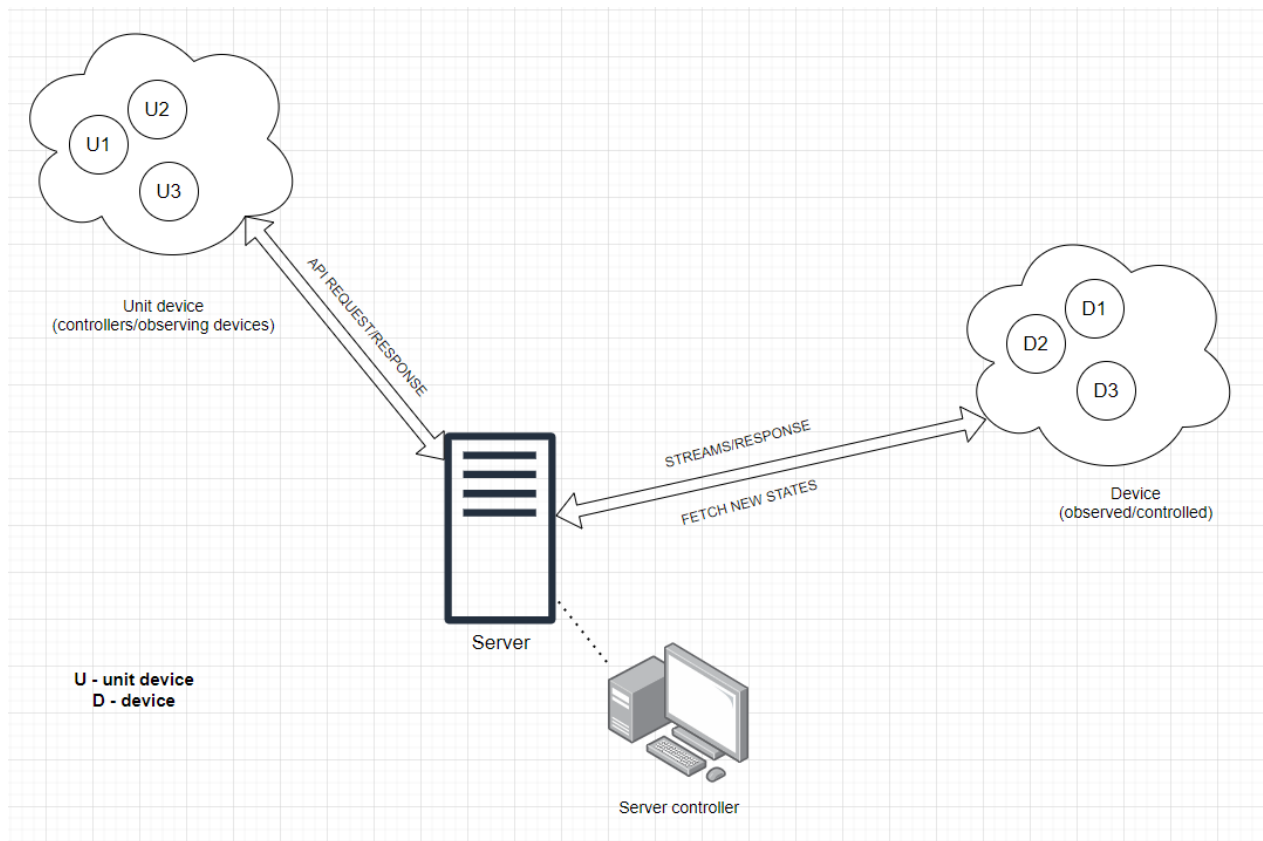 U2
U1
U3
Unit device
(controllers/observing devices)
API REQUEST/RESPONSE
D1
D2
D3
Device
(observed/controlled)
STREAMS/RESPONSE
FETCH NEW STATES
Server
U - unit device
D - device
Server controller